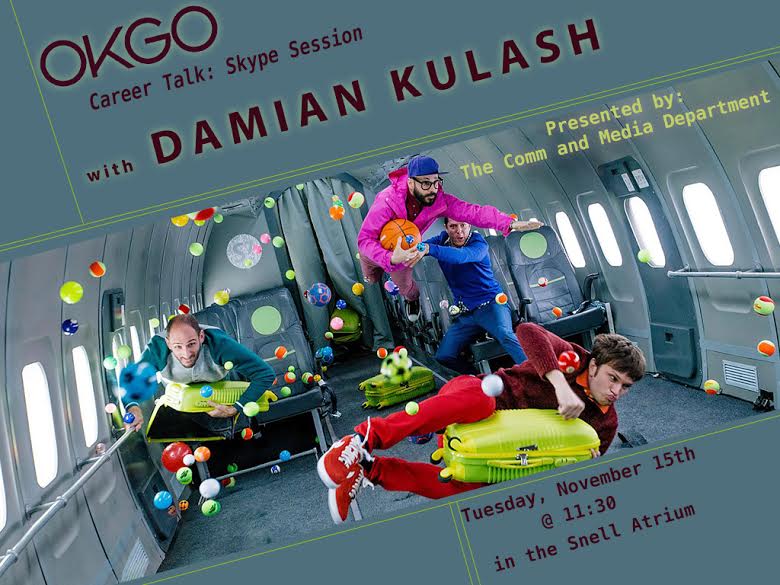 OKGO
Career Talk: Skype Session
with DAMIAN KULASH
Presented by:
The Comm and Media Department
Tuesday, November 15th
@ 11:30
in the Snell Atrium